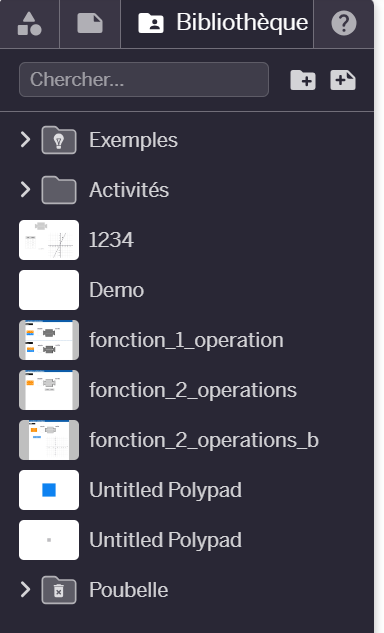 Bibliothèque
Chercher...
Exemples
Activités
1234
Demo
fonction_1_operation
fonction_2_operations
fonction_2_operations_b
Untitled Polypad
Untitled Polypad
Poubelle